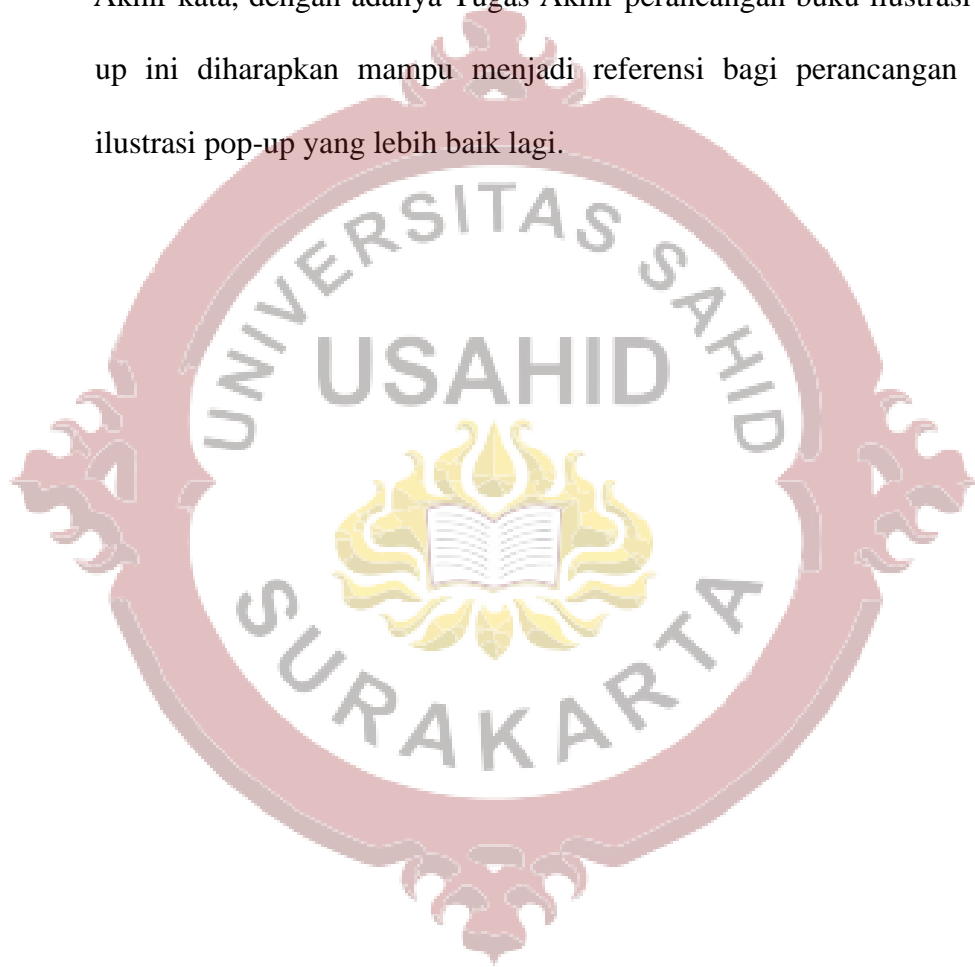 Akhir kata, dengan adanya Tugas Akhir perancangan buku ilustrasi
up ini diharapkan mampu menjadi referensi bagi perancangan
ilustrasi pop-up yang lebih baik lagi.
UNIVERSITAS SAHID
USAHID
SURAKARTA